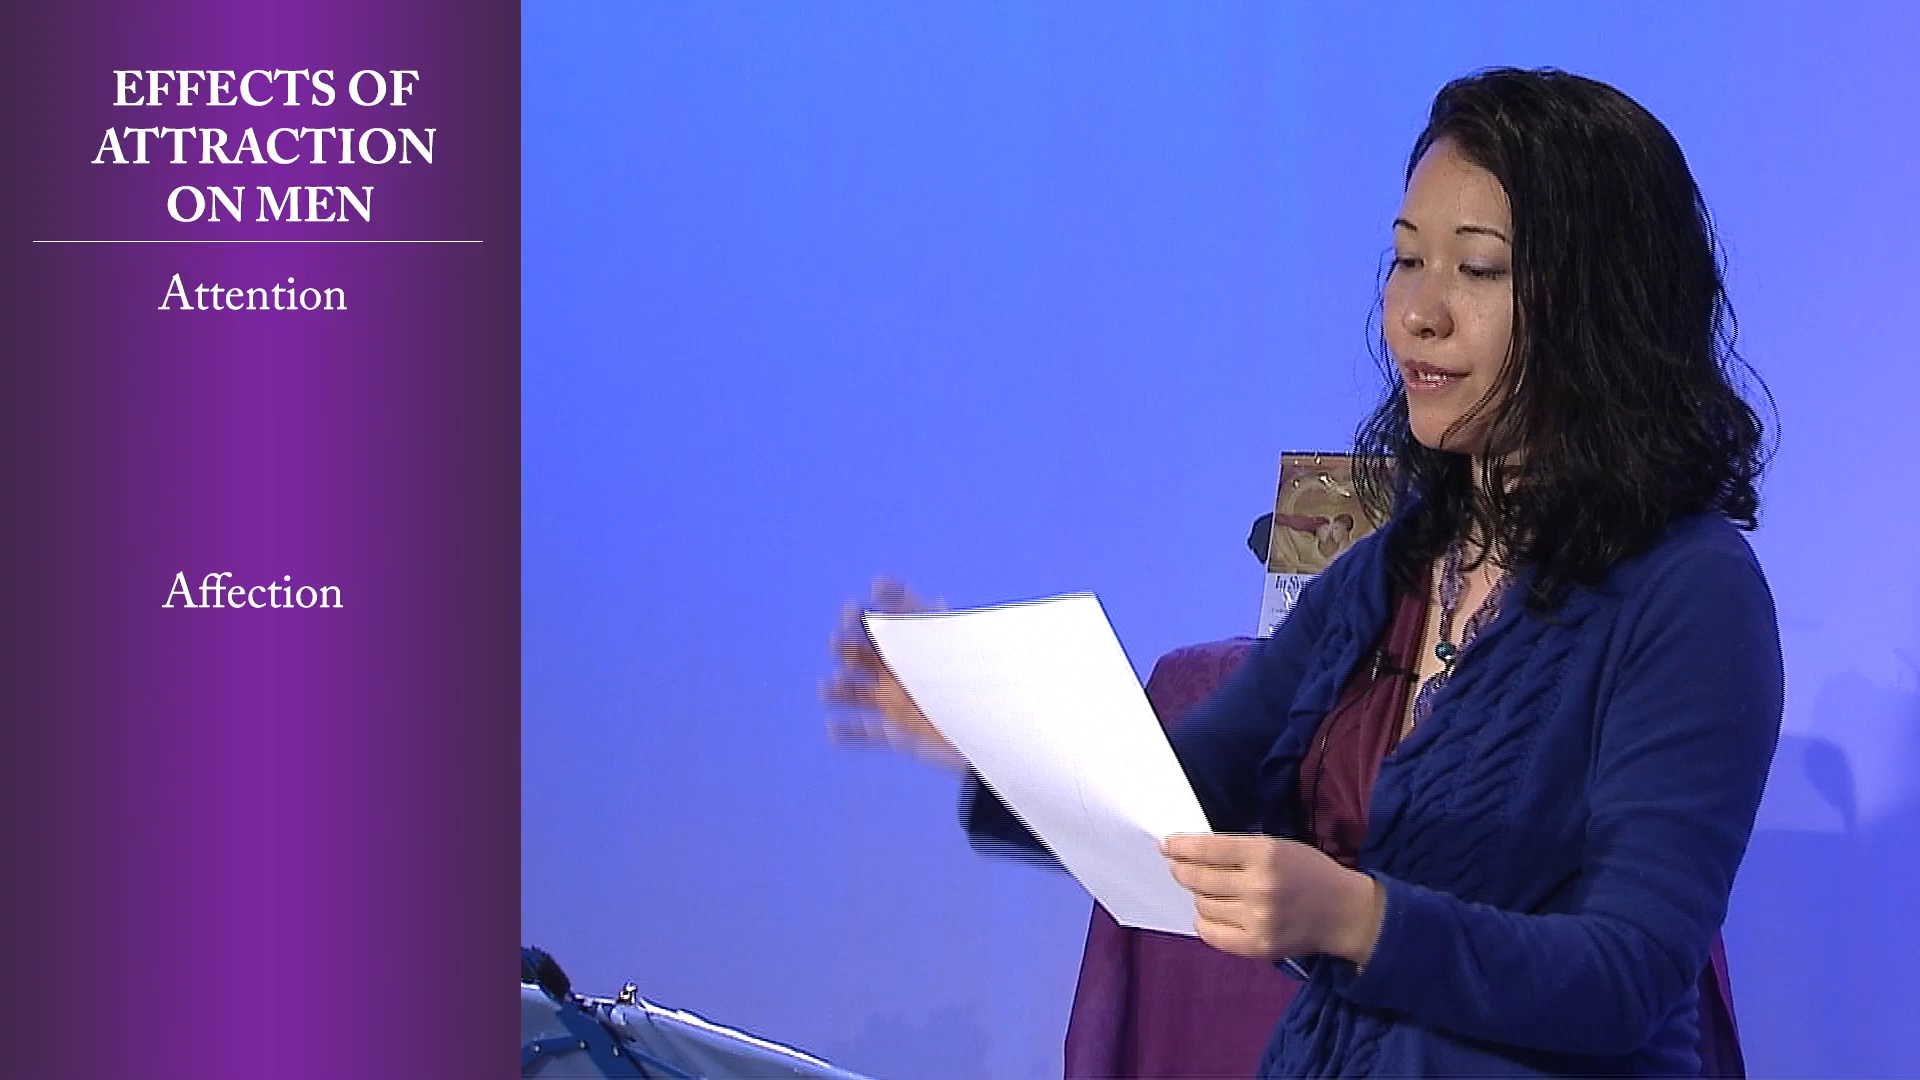 EFFECTS OF
ATTRACTION
ON MEN
Attention
Affection